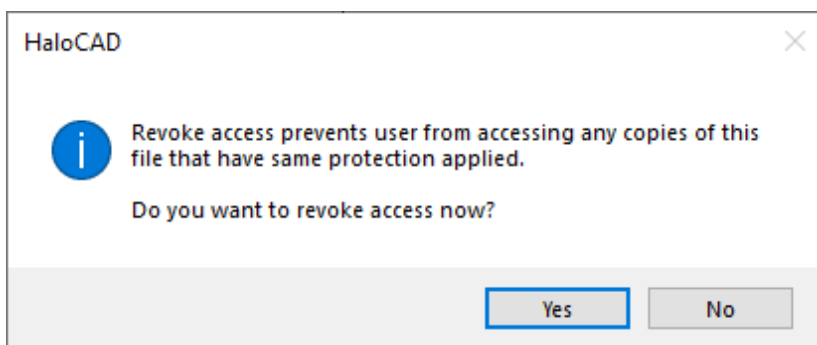 HaloCAD
Revoke access prevents user from accessing any copies of this
file that have same protection applied.
Do you want to revoke access now?
Yes
No